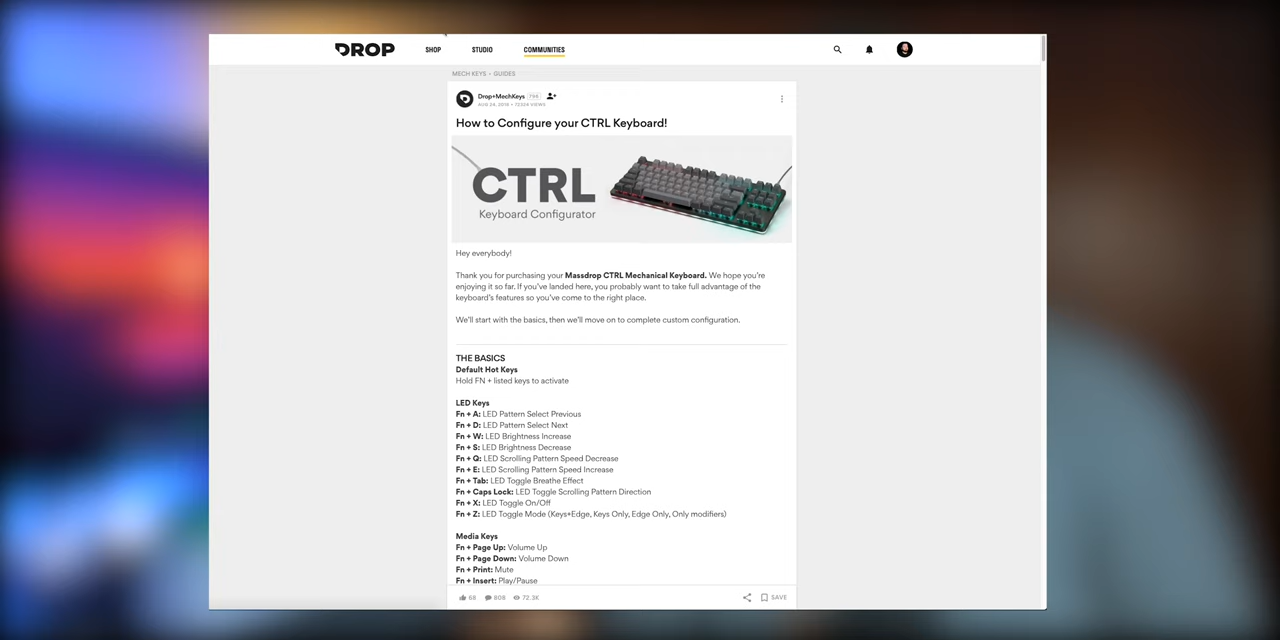 DROP SHOP STUDIO COMMUNITIES
MECH KEYS • GUIDES
Drop+MechKeys
VIEWS
How to Configure your CTRL Keyboard!
CTRL
Keyboard Configurator
Hey everybody!
Thank you for purchasing your Massdrop CTRL Mechanical Keyboard. We hope you're
enjoying it so far. If you've landed here, you probably want to take full advantage of the
keyboard's features so you've come to the right place.
We'll start with the basics, then we'll move on to complete custom configuration.
THE BASICS
Default Hot Keys
Hold FN + listed keys to activate
LED Keys
Fn + A: LED Pattern Select Previous
Fn + D: LED Pattern Select Next
Fn + W: LED Brightness Increase
Fn + S: LED Brightness Decrease
Fn + Q: LED Scrolling Pattern Speed Decrease
Fn + E: LED Scrolling Pattern Speed Increase
Fn + Tab: LED Toggle Breathe Effect
Fn + Caps Lock: LED Toggle Scrolling Pattern Direction
Fn + X: LED Toggle On/Off
Fn + Z: LED Toggle Mode (Keys+Edge, Keys Only, Edge Only, Only modifiers)
Media Keys
Fn + Page Up: Volume Up
Fn + Page Down: Volume Down
Fn + Print: Mute
Fn + Insert: Play/Pause
68 808 72.3K SAVE